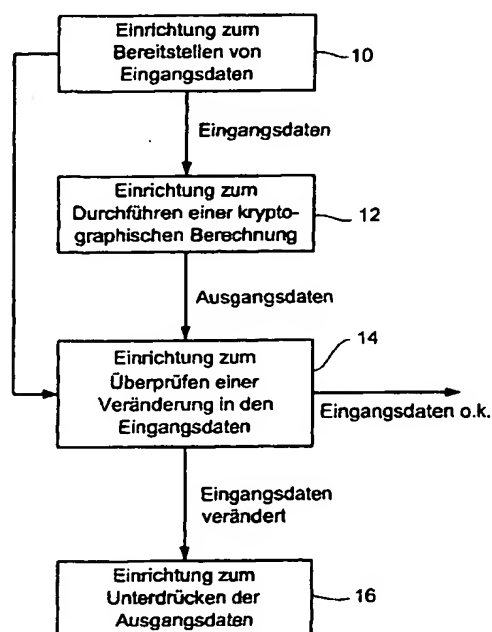 Einrichtung zum
Bereitstellen von
Eingangsdaten
10
Eingangsdaten
Einrichtung zum
Durchführen einer krypto-
graphischen Berechnung
12
Ausgangsdaten
14
Einrichtung zum
Überprüfen einer
Veränderung in den
Eingangsdaten
Eingangsdaten o.k.
Eingangsdaten
verändert
Einrichtung zum
Unterdrücken der
Ausgangsdaten
16